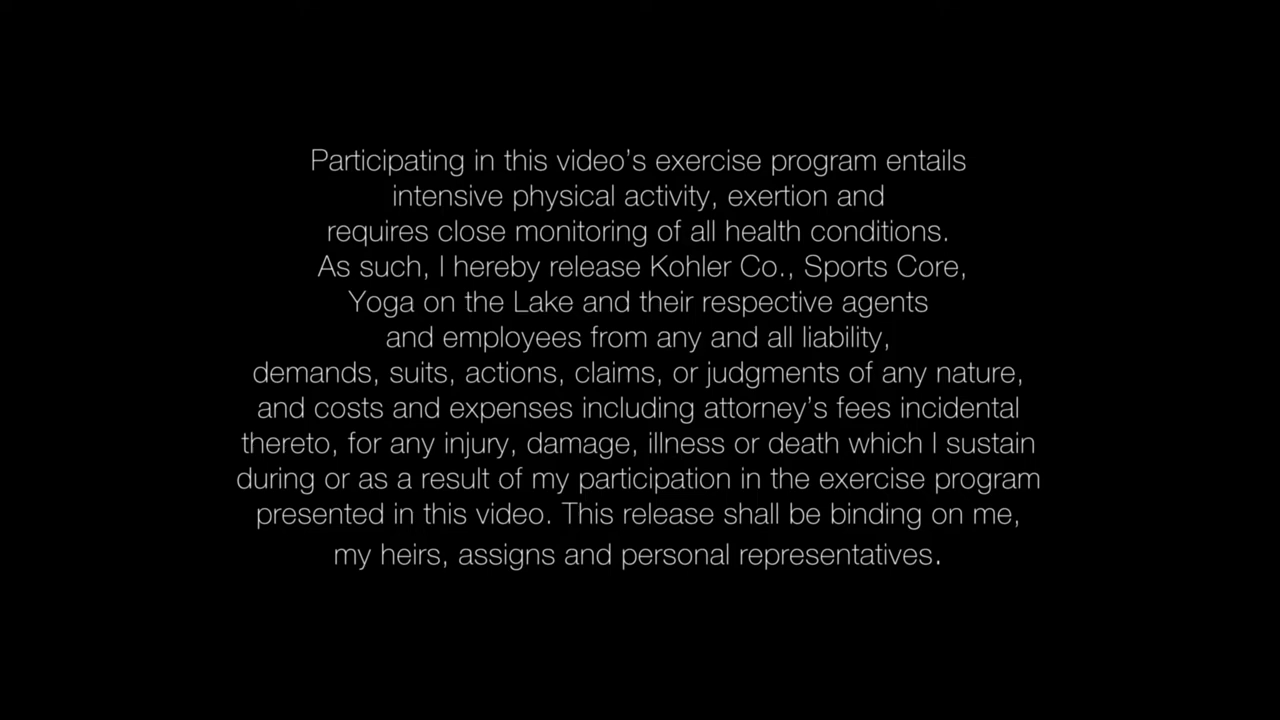 Participating in this video’s exercise program entails
intensive physical activity, exertion and
requires close monitoring of all health conditions.
As such, I hereby release Kohler Co., Sports Core,
Yoga on the Lake and their respective agents
and employees from any and all liability,
demands, suits, actions, claims, or judgments of any nature,
and costs and expenses including attorney’s fees incidental
thereto, for any injury, damage, illness or death which I sustain
during or as a result of my participation in the exercise program
presented in this video. This release shall be binding on me,
my heirs, assigns and personal representatives.